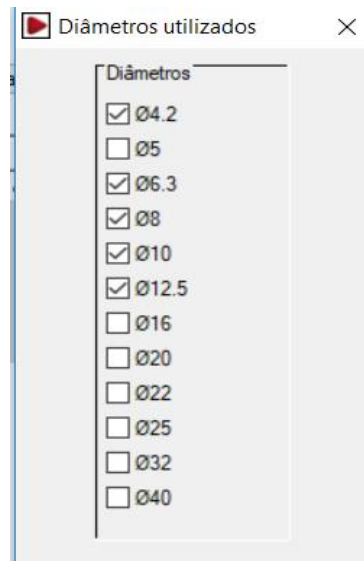 Diâmetros utilizados
Diâmetros
Ø4.2
Ø5
Ø6.3
Ø8
Ø10
Ø12.5
Ø16
Ø20
Ø22
Ø25
Ø32
Ø40